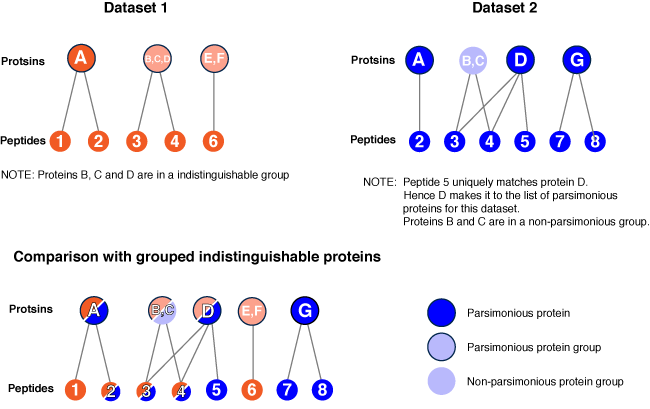 Dataset 1
Dataset 2
Protsins
A
B,C,D
E,F
Protsins
A
B,C
D
G
Peptides
1
2
3
4
6
Peptides
2
3
4
5
7
8
NOTE: Proteins B, C and D are in a indistinguishable group
NOTE: Peptide 5 uniquely matches protein D.
Hence D makes it to the list of parsimonious
proteins for this dataset.
Proteins B and C are in a non-parsimonious group.
Comparison with grouped indistinguishable proteins
Protsins
A
B,C
D
E,F
G
Peptides
1
2
3
4
5
6
7
8
Parsimonious protein
Parsimonious protein group
Non-parsimonious protein group